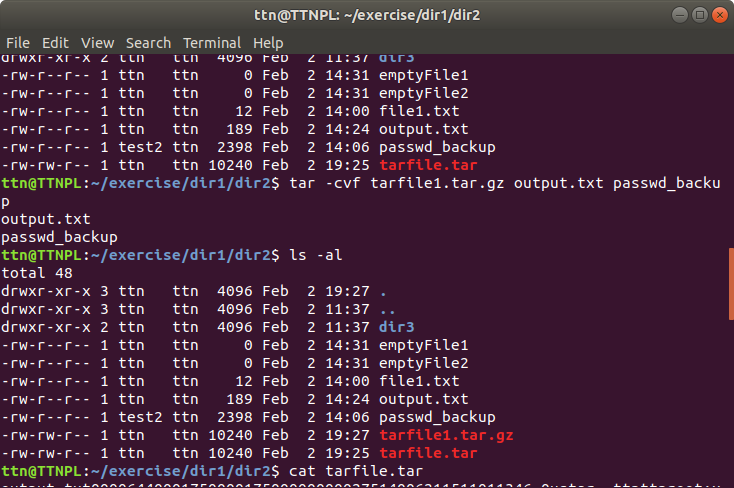 ttn@TTNPL: ~/exercise/dir1/dir2
File Edit View Search Terminal Help
drwxr-xr-x 2 ttn   ttn  4096 Feb  2 11:37 dir3
-rw-r--r-- 1 ttn   ttn     0 Feb  2 14:31 emptyFile1
-rw-r--r-- 1 ttn   ttn     0 Feb  2 14:31 emptyFile2
-rw-r--r-- 1 ttn   ttn    12 Feb  2 14:00 file1.txt
-rw-r--r-- 1 ttn   ttn   189 Feb  2 14:24 output.txt
-rw-r--r-- 1 test2 ttn  2398 Feb  2 14:06 passwd_backup
-rw-rw-r-- 1 ttn   ttn 10240 Feb  2 19:25 tarfile.tar
ttn@TTNPL:~/exercise/dir1/dir2$ tar -cvf tarfile1.tar.gz output.txt passwd_backu
p
output.txt
passwd_backup
ttn@TTNPL:~/exercise/dir1/dir2$ ls -al
total 48
drwxr-xr-x 3 ttn   ttn  4096 Feb  2 19:27 .
drwxr-xr-x 3 ttn   ttn  4096 Feb  2 11:37 ..
drwxr-xr-x 2 ttn   ttn  4096 Feb  2 11:37 dir3
-rw-r--r-- 1 ttn   ttn     0 Feb  2 14:31 emptyFile1
-rw-r--r-- 1 ttn   ttn     0 Feb  2 14:31 emptyFile2
-rw-r--r-- 1 ttn   ttn    12 Feb  2 14:00 file1.txt
-rw-r--r-- 1 ttn   ttn   189 Feb  2 14:24 output.txt
-rw-r--r-- 1 test2 ttn  2398 Feb  2 14:06 passwd_backup
-rw-rw-r-- 1 ttn   ttn 10240 Feb  2 19:27 tarfile1.tar.gz
-rw-rw-r-- 1 ttn   ttn 10240 Feb  2 19:25 tarfile.tar
ttn@TTNPL:~/exercise/dir1/dir2$ cat tarfile.tar